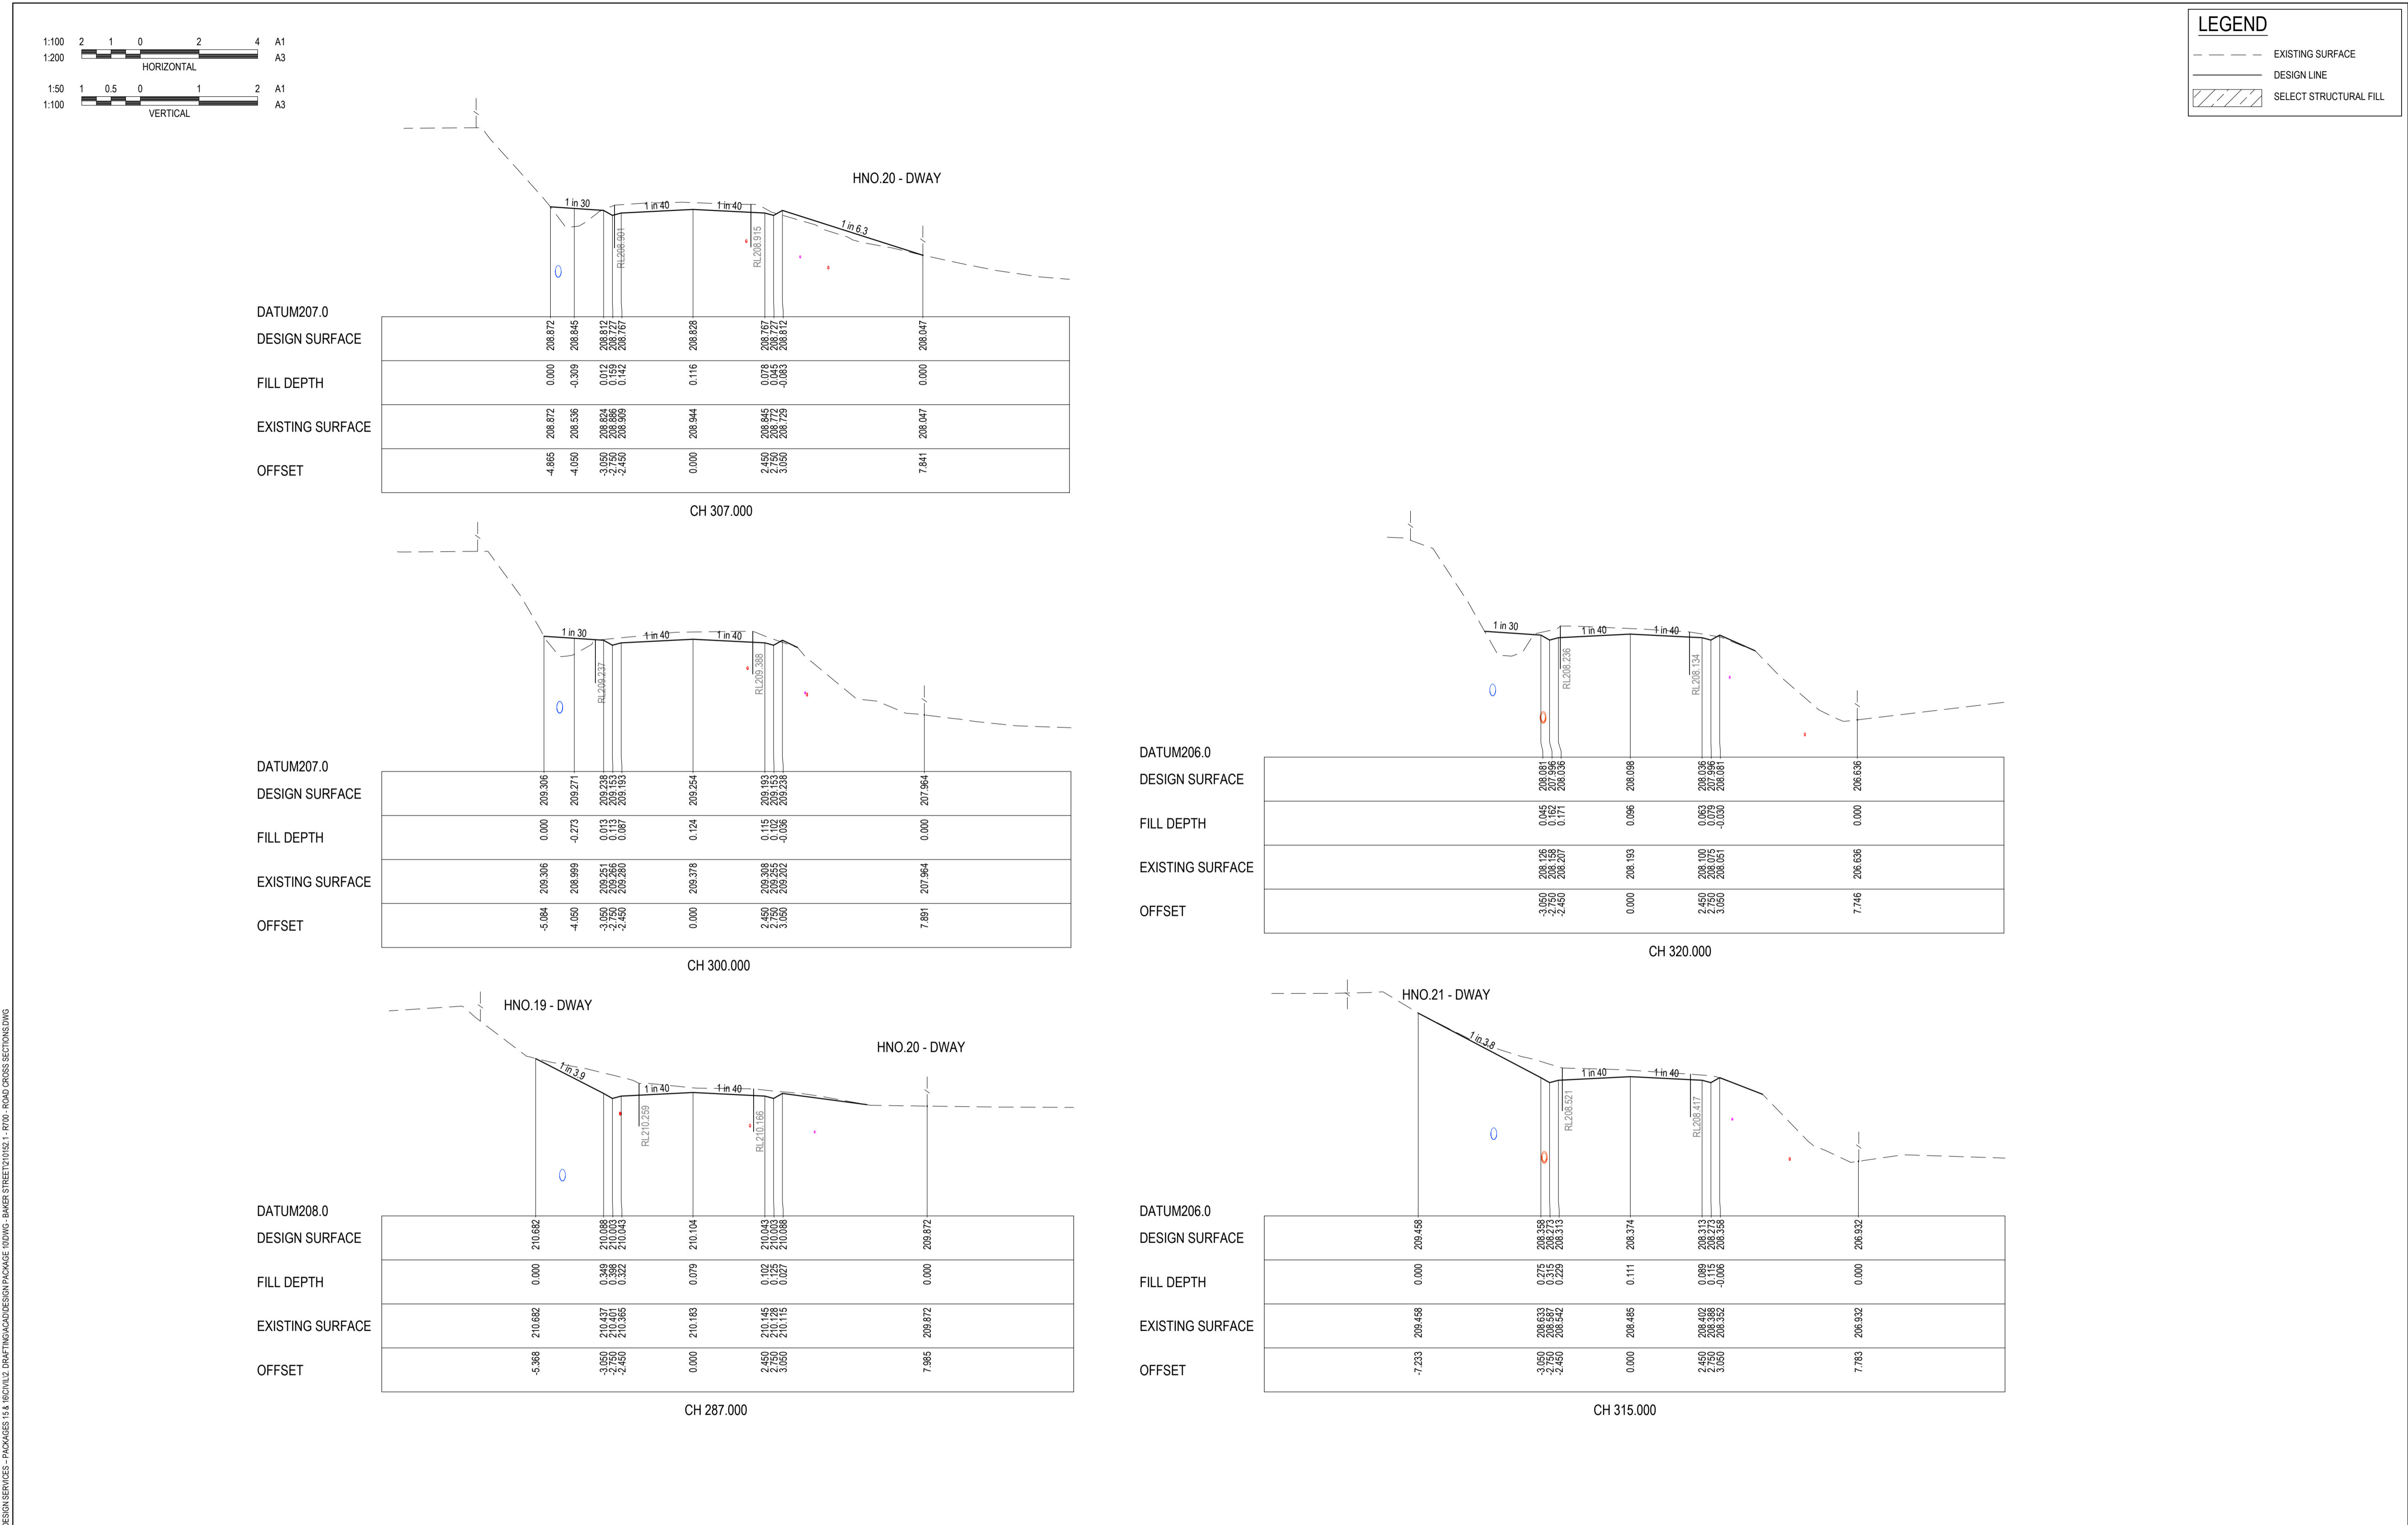 1:100 2 1 0 2 4 A1
1:200 A3
HORIZONTAL
1:50 1 0.5 0 1 2 A1
1:100 A3
VERTICAL
LEGEND
EXISTING SURFACE
DESIGN LINE
SELECT STRUCTURAL FILL
HNO.20 - DWAY
1 in 30
1 in 40
1 in 40
1 in 6.3
RL208.901
RL208.915
DATUM207.0
DESIGN SURFACE 208.872 208.845 208.812 208.727 208.767 208.828 208.767 208.727 208.812 208.047
FILL DEPTH 0.000 -0.309 0.012 0.159 0.142 0.116 0.078 0.045 -0.083 0.000
EXISTING SURFACE 208.872 208.536 208.824 208.886 208.909 208.944 208.845 208.772 208.729 208.047
OFFSET -4.865 -4.050 -3.050 -2.750 -2.450 0.000 2.450 2.750 3.050 7.841
CH 307.000
1 in 30
1 in 40
1 in 40
RL209.237
RL209.388
DATUM207.0
DESIGN SURFACE 209.306 209.271 209.238 209.153 209.193 209.254 209.193 209.153 209.238 207.964
FILL DEPTH 0.000 -0.273 0.013 0.113 0.087 0.124 0.115 0.102 -0.036 0.000
EXISTING SURFACE 209.306 208.999 209.251 209.266 209.280 209.378 209.308 209.255 209.202 207.964
OFFSET -5.084 -4.050 -3.050 -2.750 -2.450 0.000 2.450 2.750 3.050 7.891
CH 300.000
HNO.19 - DWAY
HNO.20 - DWAY
1 in 3.9
1 in 40
1 in 40
RL210.259
RL210.166
DATUM208.0
DESIGN SURFACE 210.682 210.088 210.003 210.043 210.104 210.043 210.003 210.088 209.872
FILL DEPTH 0.000 0.349 0.398 0.322 0.079 0.102 0.125 0.027 0.000
EXISTING SURFACE 210.682 210.437 210.401 210.365 210.183 210.145 210.128 210.115 209.872
OFFSET -5.368 -3.050 -2.750 -2.450 0.000 2.450 2.750 3.050 7.985
CH 287.000
1 in 30
1 in 40
1 in 40
RL208.236
RL208.134
DATUM206.0
DESIGN SURFACE 208.081 207.996 208.036 208.098 208.036 207.996 208.081 206.636
FILL DEPTH 0.045 0.162 0.171 0.096 0.063 0.079 -0.030 0.000
EXISTING SURFACE 208.126 208.158 208.207 208.193 208.100 208.075 208.051 206.636
OFFSET -3.050 -2.750 -2.450 0.000 2.450 2.750 3.050 7.746
CH 320.000
HNO.21 - DWAY
1 in 3.8
1 in 40
1 in 40
RL208.521
RL208.417
DATUM206.0
DESIGN SURFACE 209.458 208.358 208.273 208.313 208.374 208.313 208.273 208.358 206.932
FILL DEPTH 0.000 0.275 0.315 0.229 0.111 0.089 0.115 -0.006 0.000
EXISTING SURFACE 209.458 208.633 208.587 208.542 208.485 208.402 208.388 208.352 206.932
OFFSET -7.233 -3.050 -2.750 -2.450 0.000 2.450 2.750 3.050 7.783
CH 315.000
DESIGN SERVICES – PACKAGES 15 & 16\CIVIL\2. DRAFTING\ACAD\DESIGN PACKAGE 10\DWG - BAKER STREET\210152.1 - R700 - ROAD CROSS SECTIONS.DWG